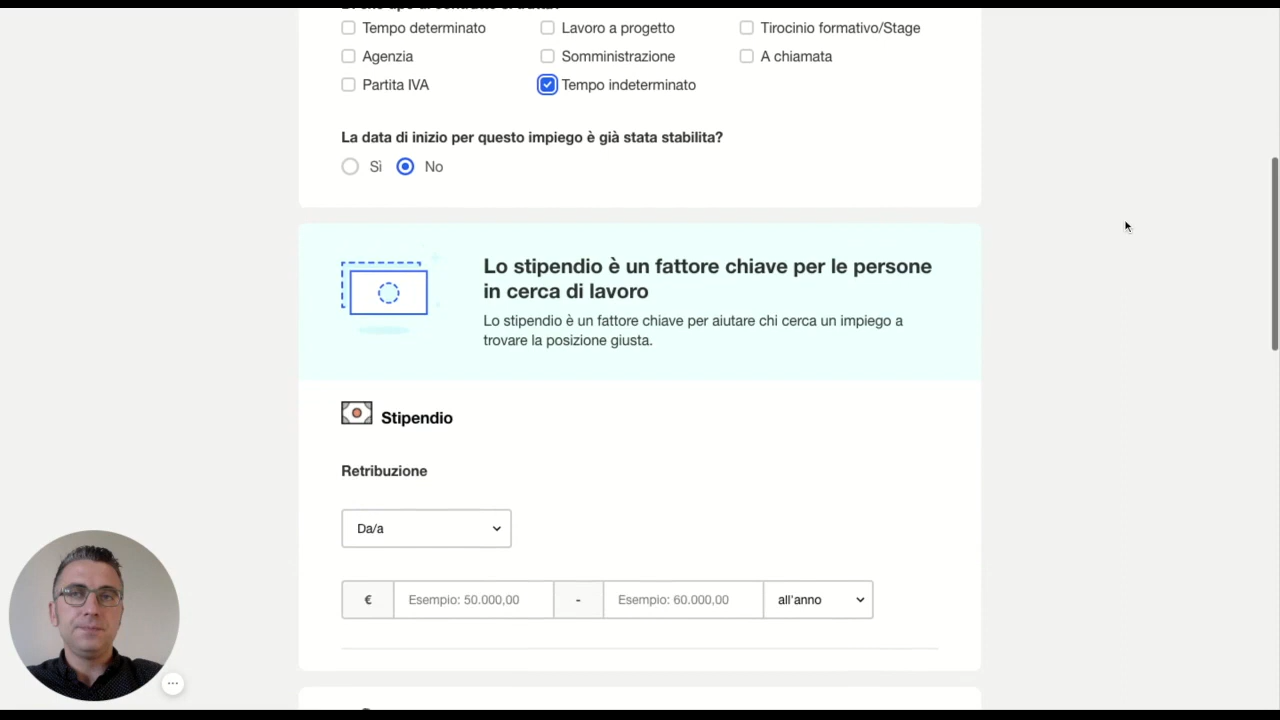 Tempo determinato
Lavoro a progetto
Tirocinio formativo/Stage
Agenzia
Somministrazione
A chiamata
Partita IVA
Tempo indeterminato
La data di inizio per questo impiego è già stata stabilita?
Sì
No
Lo stipendio è un fattore chiave per le persone
in cerca di lavoro
Lo stipendio è un fattore chiave per aiutare chi cerca un impiego a
trovare la posizione giusta.
Stipendio
Retribuzione
Da/a
€ Esempio: 50.000,00 - Esempio: 60.000,00 all'anno